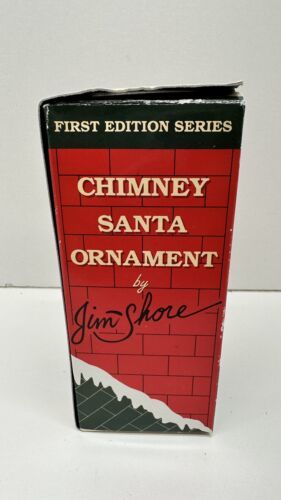 FIRST EDITION SERIES
CHIMNEY
SANTA
ORNAMENT
by
Jim Shore